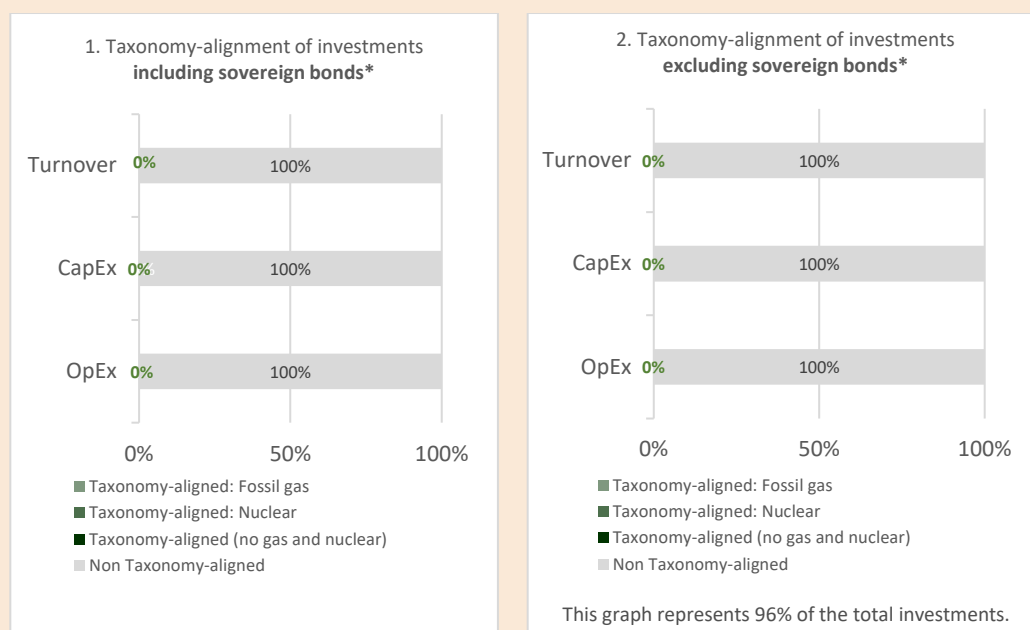 1. Taxonomy-alignment of investments
including sovereign bonds*
Turnover 0% 100%
CapEx 0% 100%
OpEx 0% 100%
0% 50% 100%
Taxonomy-aligned: Fossil gas
Taxonomy-aligned: Nuclear
Taxonomy-aligned (no gas and nuclear)
Non Taxonomy-aligned
2. Taxonomy-alignment of investments
excluding sovereign bonds*
Turnover 0% 100%
CapEx 0% 100%
OpEx 0% 100%
0% 50% 100%
Taxonomy-aligned: Fossil gas
Taxonomy-aligned: Nuclear
Taxonomy-aligned (no gas and nuclear)
Non Taxonomy-aligned
This graph represents 96% of the total investments.